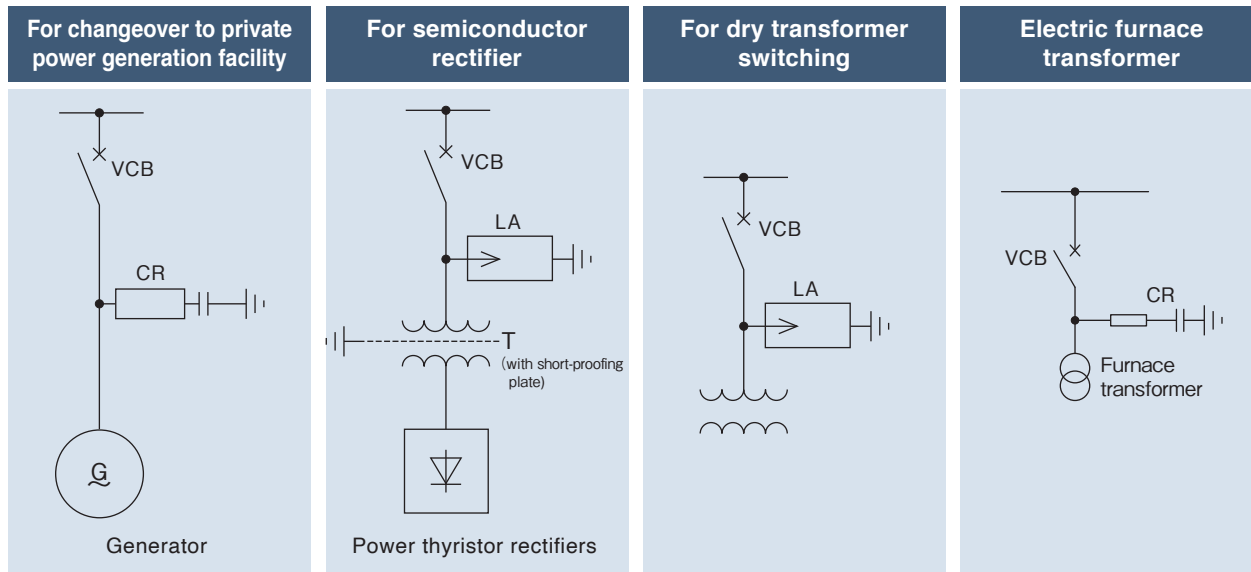 For changeover to private
power generation facility
VCB
CR
G
Generator
For semiconductor
rectifier
VCB
LA
T
(with short-proofing
plate)
Power thyristor rectifiers
For dry transformer
switching
VCB
LA
Electric furnace
transformer
VCB
CR
Furnace
transformer